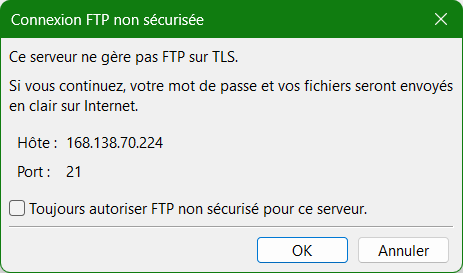 Connexion FTP non sécurisée
Ce serveur ne gère pas FTP sur TLS.
Si vous continuez, votre mot de passe et vos fichiers seront envoyés
en clair sur Internet.
Hôte : 168.138.70.224
Port : 21
Toujours autoriser FTP non sécurisé pour ce serveur.
OK Annuler